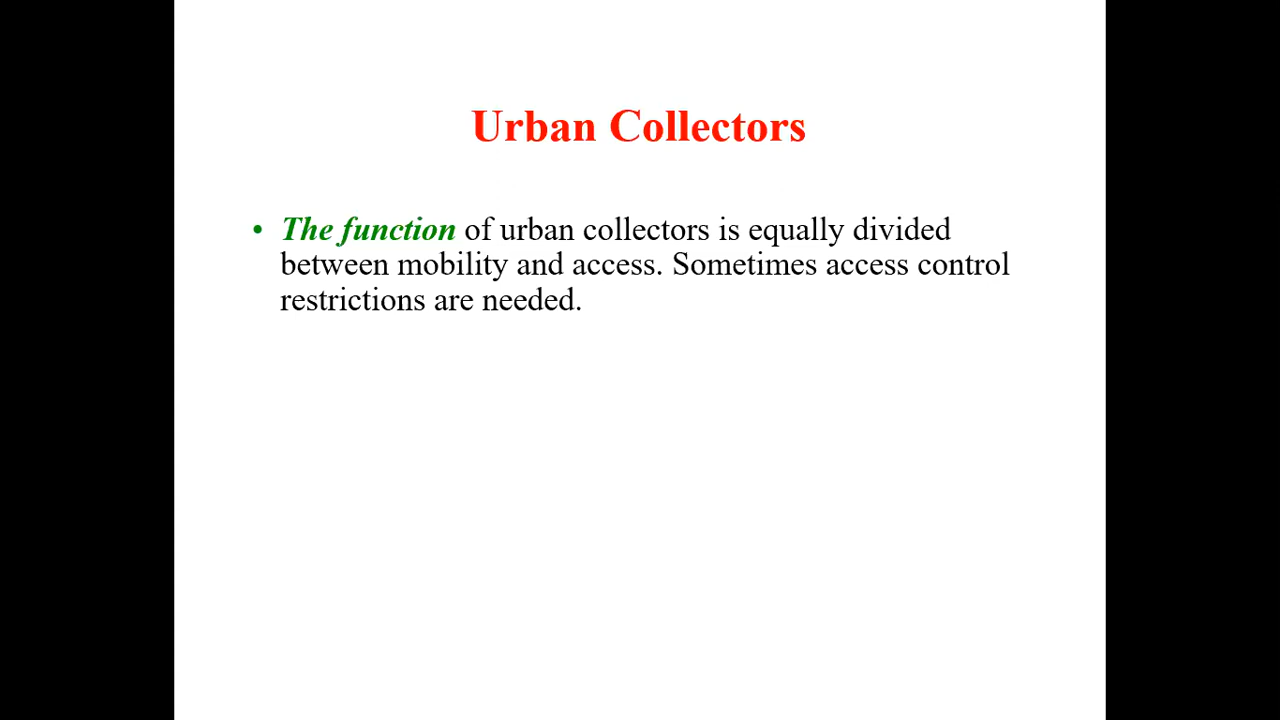 Urban Collectors
• The function of urban collectors is equally divided
between mobility and access. Sometimes access control
restrictions are needed.